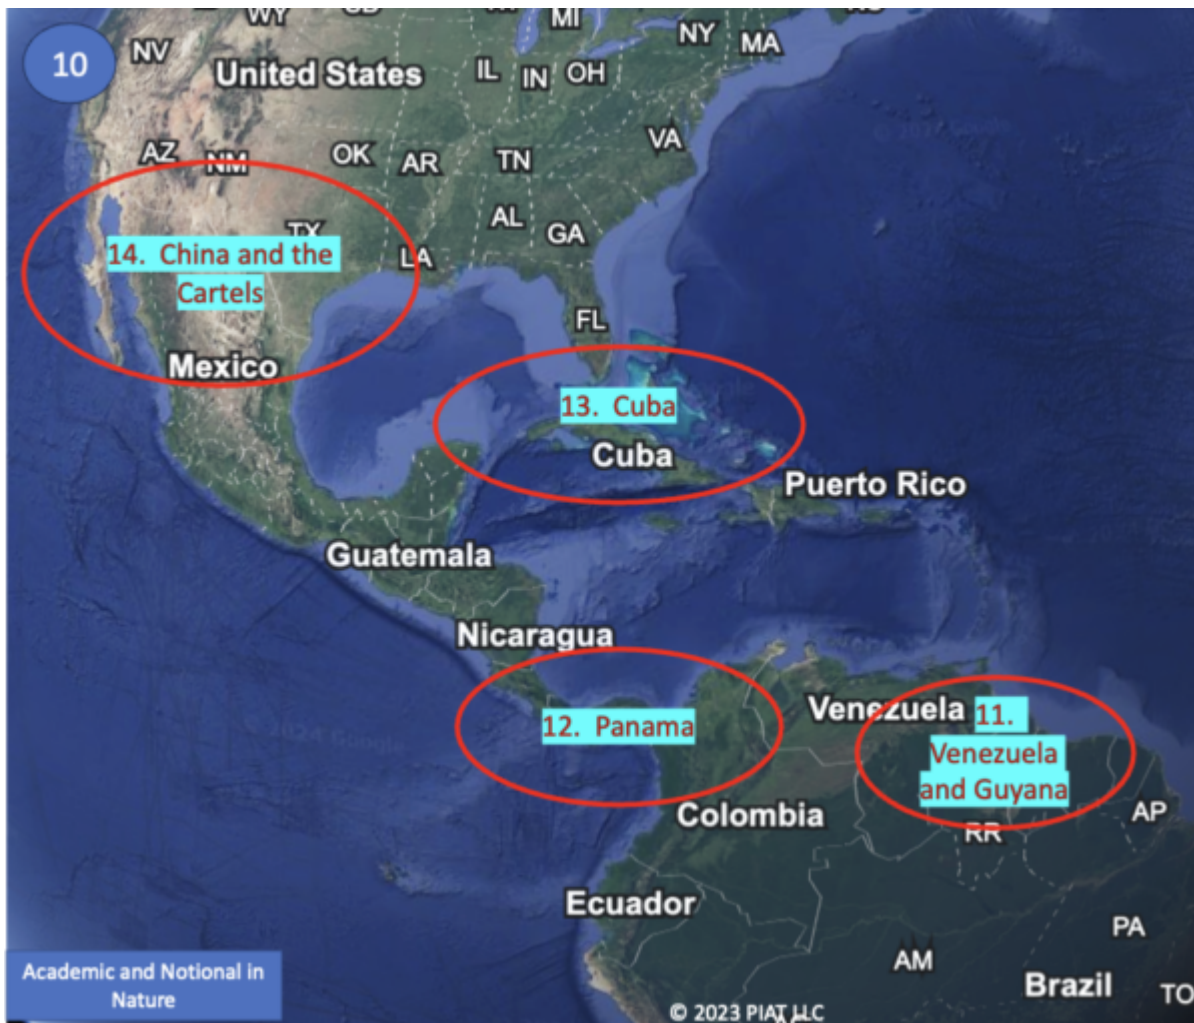 10
WY
MI
NV
NY
MA
United States
IL
IN
OH
VA
AZ
NM
OK
AR
TN
AL
GA
TX
LA
14. China and the
Cartels
FL
Mexico
13. Cuba
Cuba
Puerto Rico
Guatemala
Nicaragua
12. Panama
Venezuela
11.
Venezuela
and Guyana
Colombia
AP
RR
Ecuador
PA
AM
Brazil
TO
Academic and Notional in
Nature
© 2023 PIAT LLC